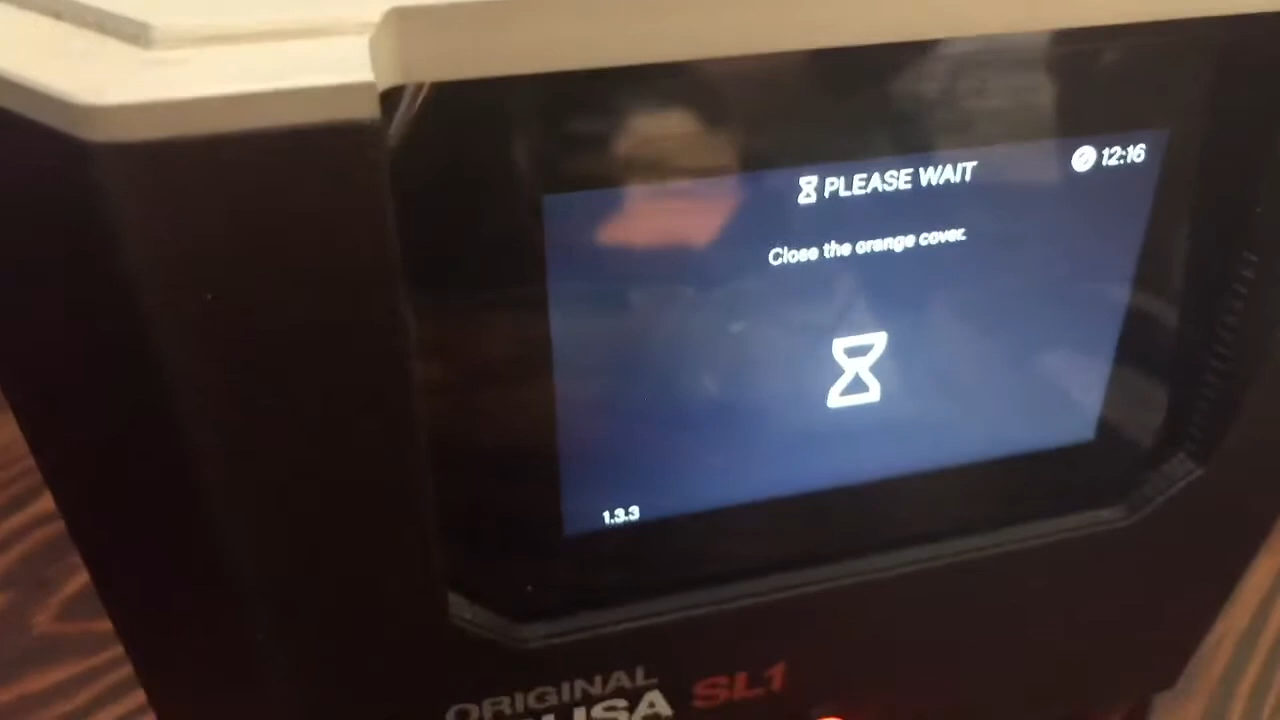 PLEASE WAIT
12:16
Close the orange cover.
1.3.3
ORIGINAL
SL1